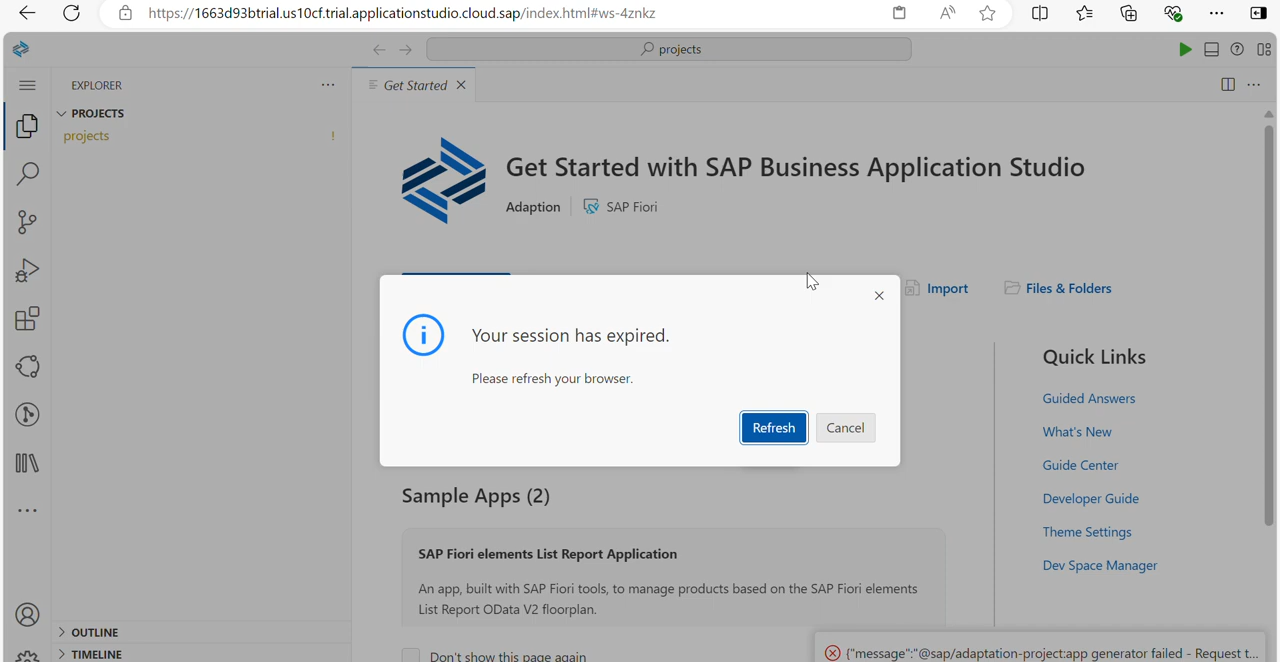 https://1663d93btrial.us10cf.trial.applicationstudio.cloud.sap/index.html#ws-4znkz
projects
EXPLORER
Get Started
PROJECTS
projects !
Get Started with SAP Business Application Studio
Adaption
SAP Fiori
Import
Files & Folders
Your session has expired.
Please refresh your browser.
Refresh
Cancel
Quick Links
Guided Answers
What's New
Guide Center
Developer Guide
Theme Settings
Dev Space Manager
Sample Apps (2)
SAP Fiori elements List Report Application
An app, built with SAP Fiori tools, to manage products based on the SAP Fiori elements
List Report OData V2 floorplan.
Don't show this page again
OUTLINE
TIMELINE
{"message":"@sap/adaptation-project:app generator failed - Request t...